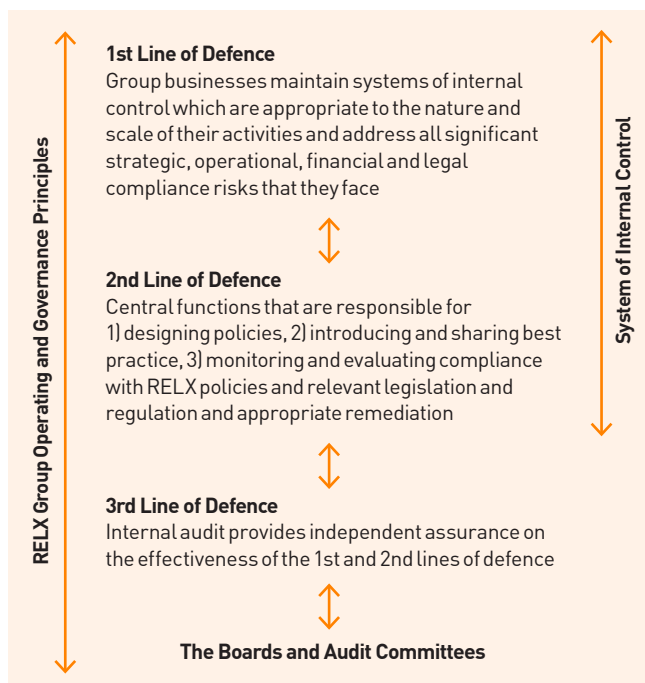 RELX Group Operating and Governance Principles
1st Line of Defence
Group businesses maintain systems of internal
control which are appropriate to the nature and
scale of their activities and address all significant
strategic, operational, financial and legal
compliance risks that they face
2nd Line of Defence
Central functions that are responsible for
1) designing policies, 2) introducing and sharing best
practice, 3) monitoring and evaluating compliance
with RELX policies and relevant legislation and
regulation and appropriate remediation
3rd Line of Defence
Internal audit provides independent assurance on
the effectiveness of the 1st and 2nd lines of defence
The Boards and Audit Committees
System of Internal Control